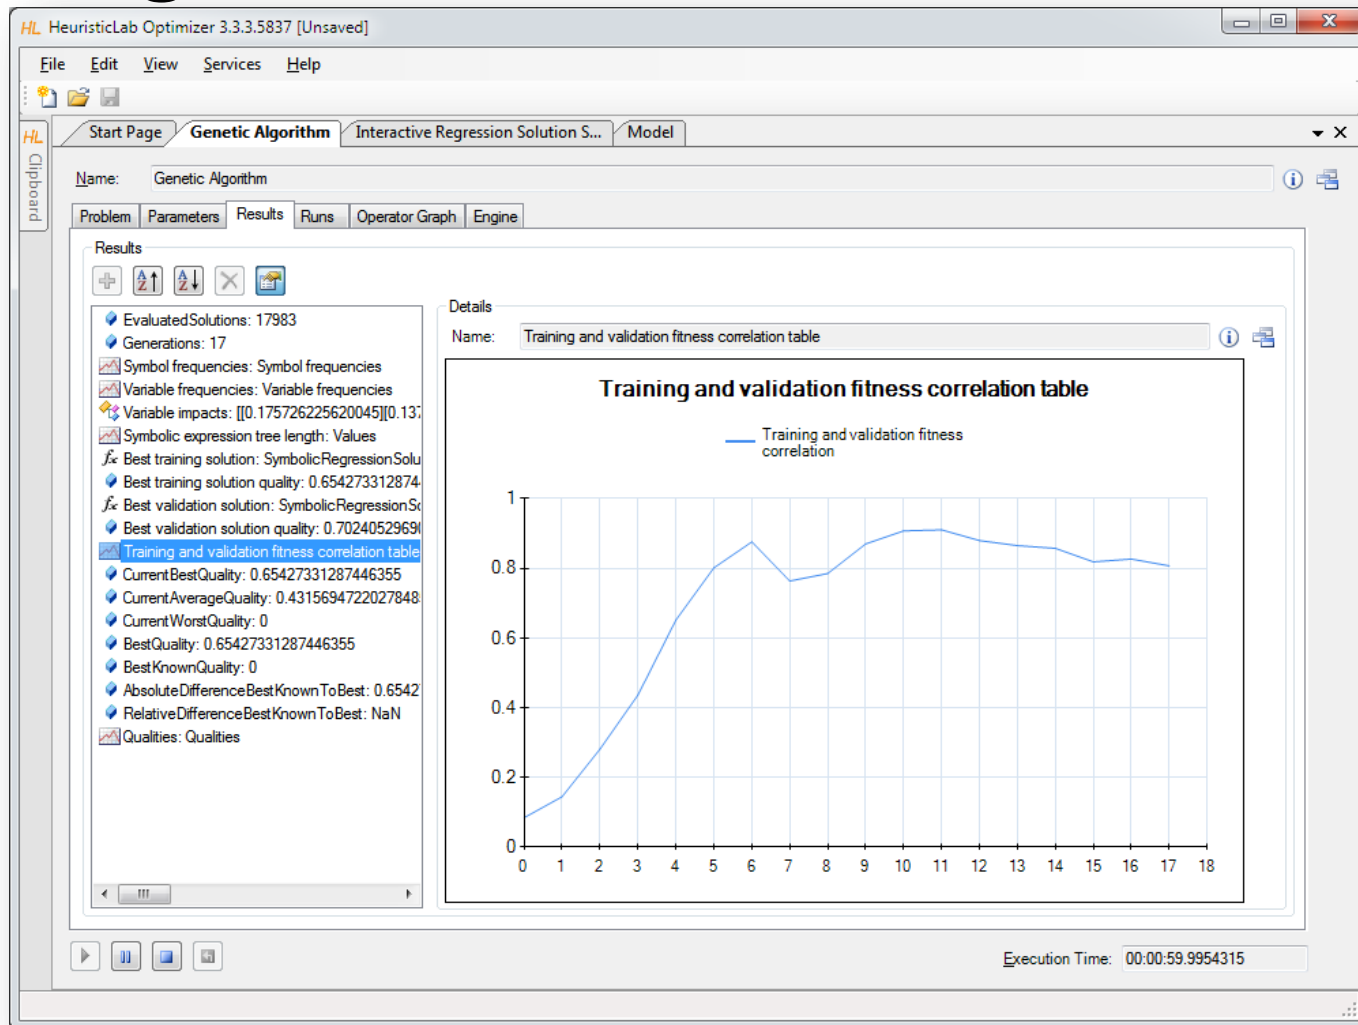 HL HeuristicLab Optimizer 3.3.3.5837 [Unsaved]
File Edit View Services Help
HL Clipboard
Start Page Genetic Algorithm Interactive Regression Solution S... Model
Name: Genetic Algorithm
Problem Parameters Results Runs Operator Graph Engine
Results
EvaluatedSolutions: 17983
Generations: 17
Symbol frequencies: Symbol frequencies
Variable frequencies: Variable frequencies
Variable impacts: [[0.175726225620045][0.137
Symbolic expression tree length: Values
Best training solution: SymbolicRegressionSolu
Best training solution quality: 0.6542733128744
Best validation solution: SymbolicRegressionSo
Best validation solution quality: 0.7024052969
Training and validation fitness correlation table
CurrentBestQuality: 0.65427331287446355
CurrentAverageQuality: 0.431569472202784
CurrentWorstQuality: 0
BestQuality: 0.65427331287446355
BestKnownQuality: 0
AbsoluteDifferenceBestKnownToBest: 0.6542
RelativeDifferenceBestKnownToBest: NaN
Qualities: Qualities
Details
Name: Training and validation fitness correlation table
Training and validation fitness correlation table
Training and validation fitness
correlation
1
0.8
0.6
0.4
0.2
0
0 1 2 3 4 5 6 7 8 9 10 11 12 13 14 15 16 17 18
Execution Time: 00:00:59.9954315